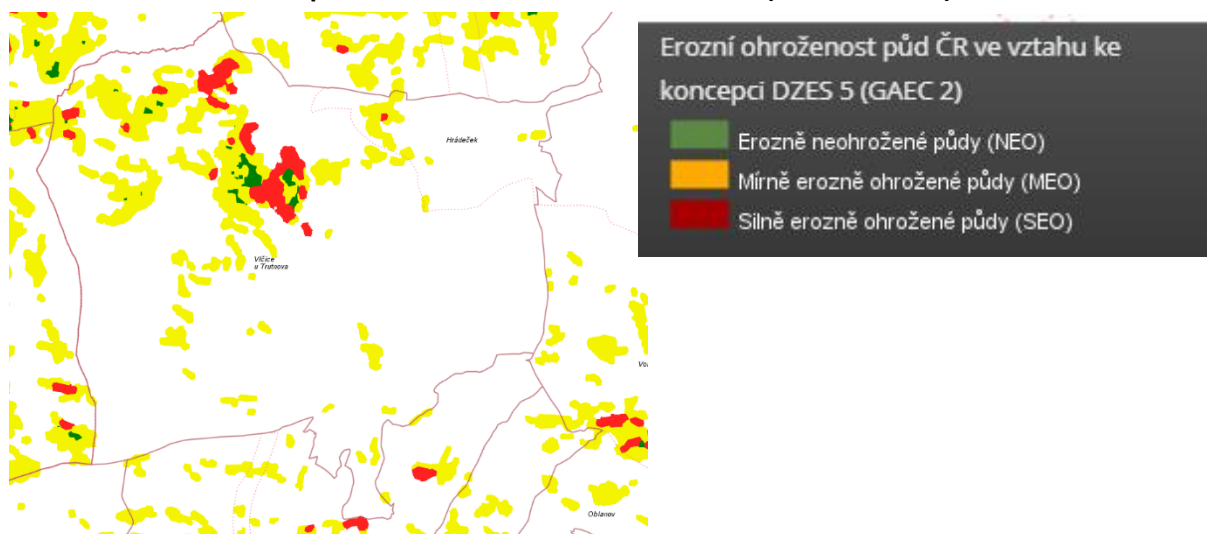 Hrádeček
Vlčice
u Trutnova
Oblanov
Erozní ohroženost půd ČR ve vztahu ke
koncepci DZES 5 (GAEC 2)
Erozně neohrožené půdy (NEO)
Mírně erozně ohrožené půdy (MEO)
Silně erozně ohrožené půdy (SEO)